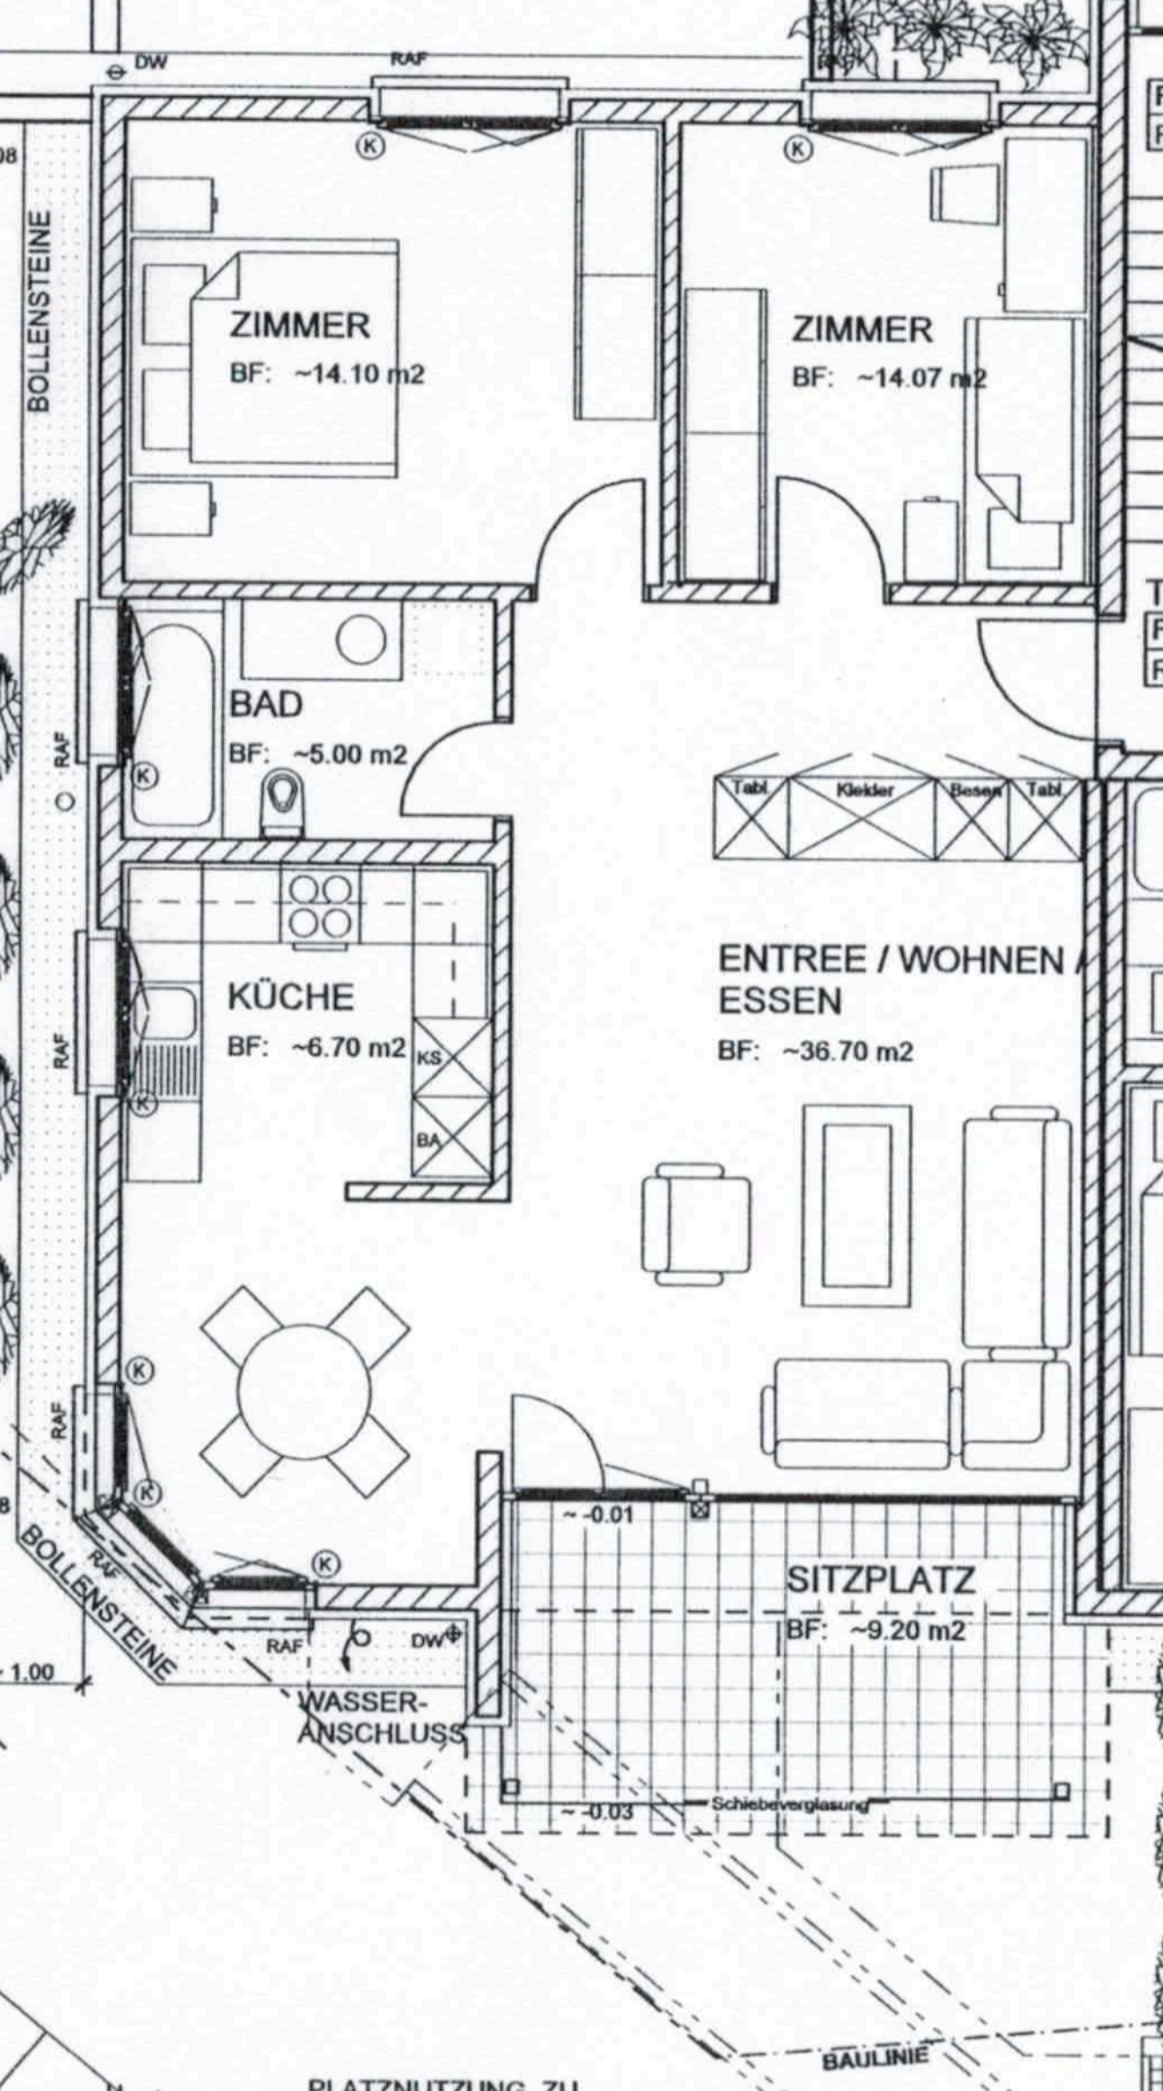 DW
RAF
08
BOLLENSTEINE
K
K
ZIMMER
BF: ~14.10 m2
ZIMMER
BF: ~14.07 m2
BAD
BF: ~5.00 m2
RAF
K
Tabl.
Kleider
Besen
Tabl.
ENTREE / WOHNEN /
ESSEN
BF: ~36.70 m2
KÜCHE
BF: ~6.70 m2
KS
BA
RAF
K
K
RAF
K
8
~ -0.01
BOLLENSTEINE
RAF
K
SITZPLATZ
BF: ~9.20 m2
RAF
DW
1.00
WASSER-
ANSCHLUSS
~ -0.03
Schiebeverglasung
BAULINIE
PLATZNUTZUNG ZU